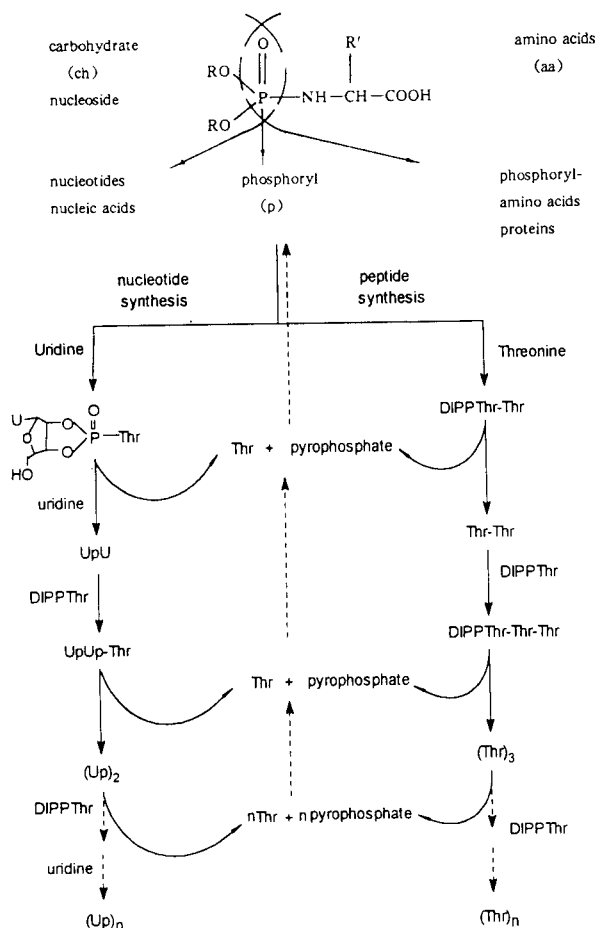 carbohydrate
(ch)
nucleoside
O
R'
RO
P
NH
CH
COOH
RO
amino acids
(aa)
nucleotides
nucleic acids
phosphoryl
(p)
phosphoryl-
amino acids
proteins
nucleotide
synthesis
peptide
synthesis
Uridine
Threonine
O
U
O
P
Thr
O
O
HO
DIPPThr-Thr
Thr + pyrophosphate
uridine
UpU
Thr-Thr
DIPPThr
DIPPThr
UpUp-Thr
DIPPThr-Thr-Thr
Thr + pyrophosphate
(Up)2
(Thr)3
DIPPThr
nThr + n pyrophosphate
DIPPThr
uridine
(Up)n
(Thr)n